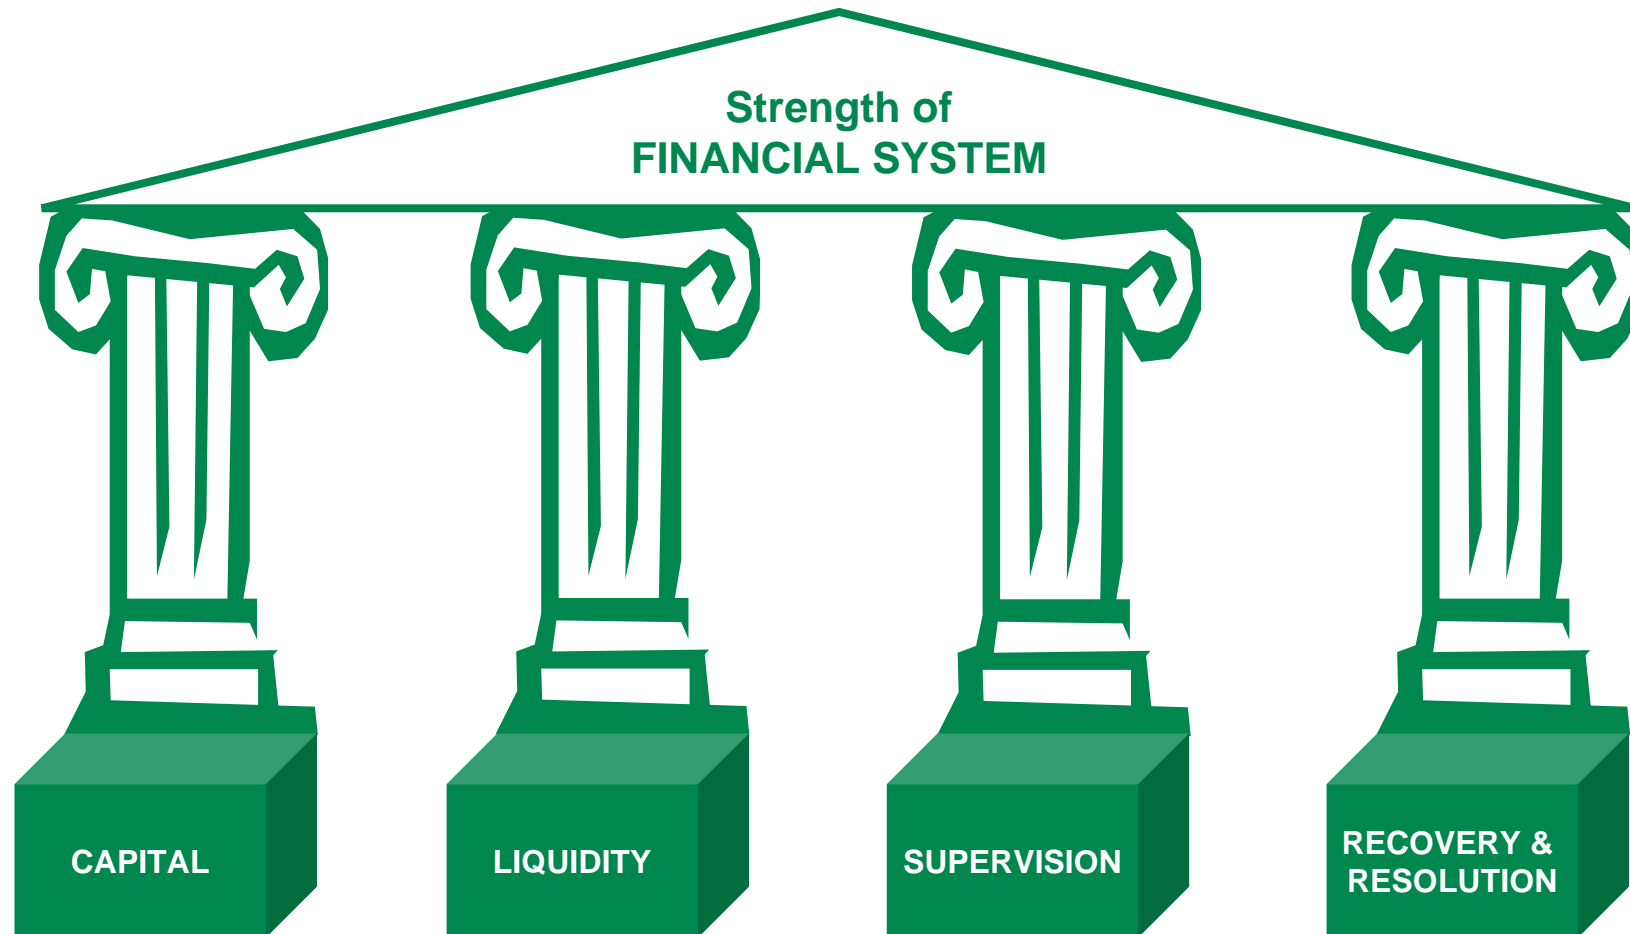 Strength of
FINANCIAL SYSTEM
CAPITAL
LIQUIDITY
SUPERVISION
RECOVERY &
RESOLUTION